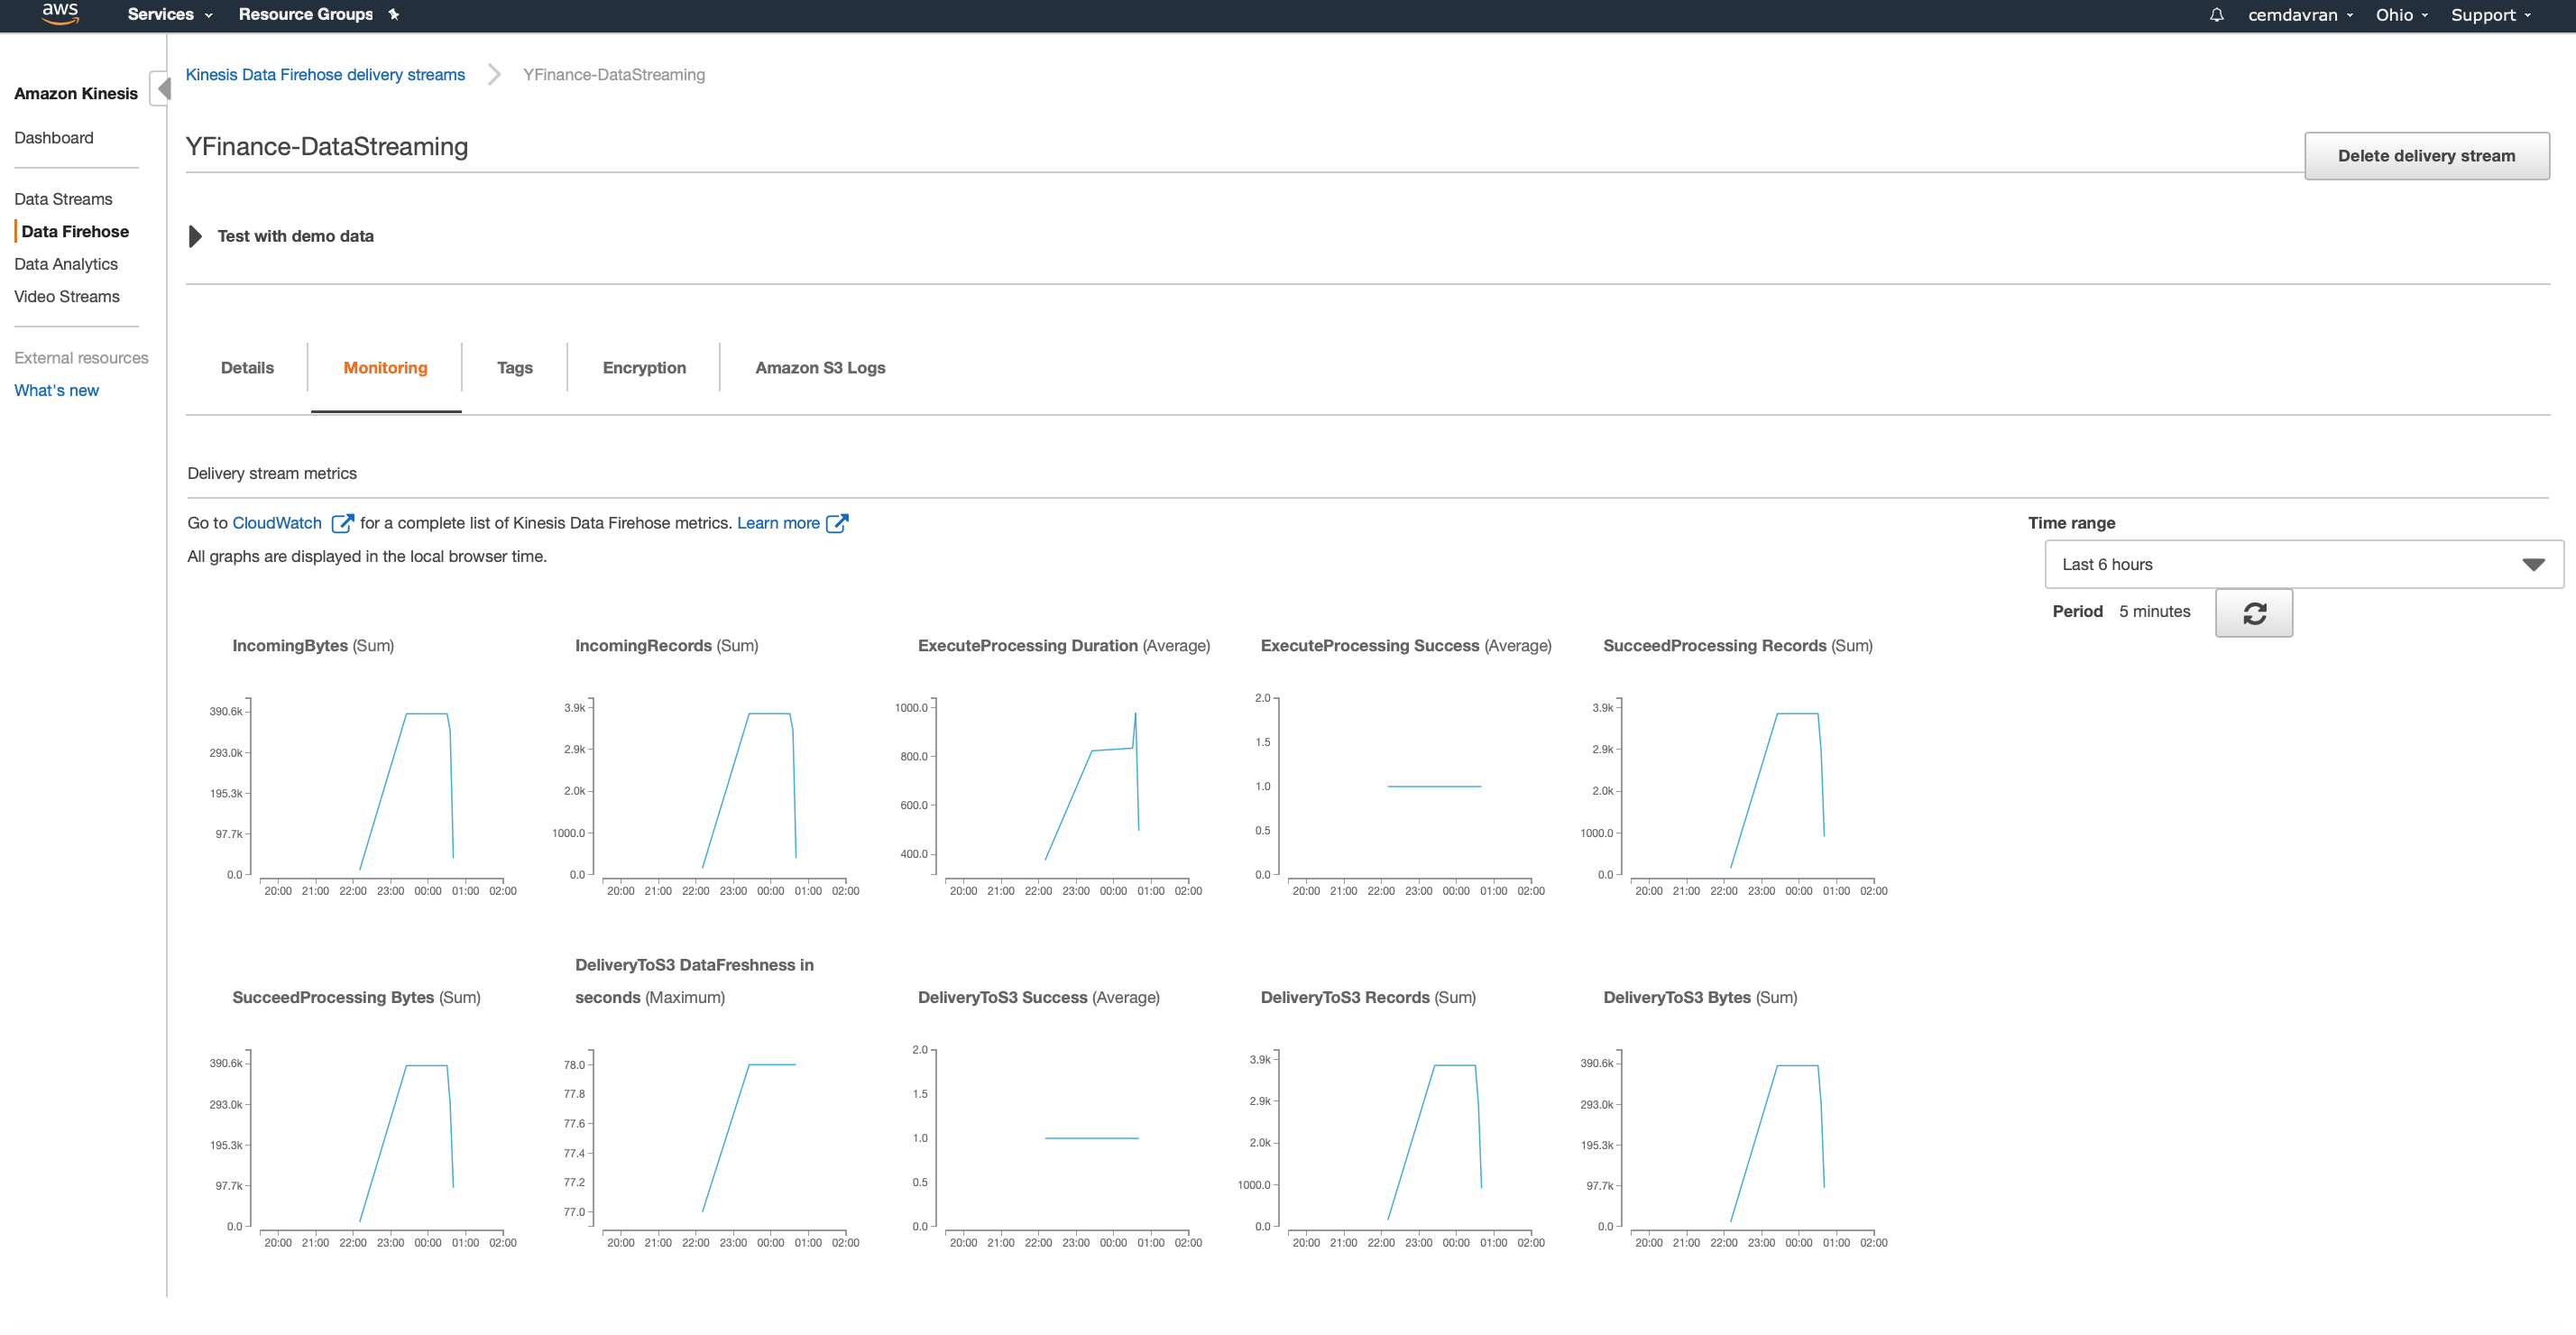 aws Services Resource Groups cemdavran Ohio Support
Amazon Kinesis
Dashboard
Data Streams
Data Firehose
Data Analytics
Video Streams
External resources
What's new
Kinesis Data Firehose delivery streams YFinance-DataStreaming
YFinance-DataStreaming
Delete delivery stream
Test with demo data
Details Monitoring Tags Encryption Amazon S3 Logs
Delivery stream metrics
Go to CloudWatch for a complete list of Kinesis Data Firehose metrics. Learn more
All graphs are displayed in the local browser time.
Time range
Last 6 hours
Period 5 minutes
IncomingBytes (Sum)
390.6k
293.0k
195.3k
97.7k
0.0
20:00 21:00 22:00 23:00 00:00 01:00 02:00
IncomingRecords (Sum)
3.9k
2.9k
2.0k
1000.0
0.0
20:00 21:00 22:00 23:00 00:00 01:00 02:00
ExecuteProcessing Duration (Average)
1000.0
800.0
600.0
400.0
20:00 21:00 22:00 23:00 00:00 01:00 02:00
ExecuteProcessing Success (Average)
2.0
1.5
1.0
0.5
0.0
20:00 21:00 22:00 23:00 00:00 01:00 02:00
SucceedProcessing Records (Sum)
3.9k
2.9k
2.0k
1000.0
0.0
20:00 21:00 22:00 23:00 00:00 01:00 02:00
SucceedProcessing Bytes (Sum)
390.6k
293.0k
195.3k
97.7k
0.0
20:00 21:00 22:00 23:00 00:00 01:00 02:00
DeliveryToS3 DataFreshness in
seconds (Maximum)
78.0
77.8
77.6
77.4
77.2
77.0
20:00 21:00 22:00 23:00 00:00 01:00 02:00
DeliveryToS3 Success (Average)
2.0
1.5
1.0
0.5
0.0
20:00 21:00 22:00 23:00 00:00 01:00 02:00
DeliveryToS3 Records (Sum)
3.9k
2.9k
2.0k
1000.0
0.0
20:00 21:00 22:00 23:00 00:00 01:00 02:00
DeliveryToS3 Bytes (Sum)
390.6k
293.0k
195.3k
97.7k
0.0
20:00 21:00 22:00 23:00 00:00 01:00 02:00